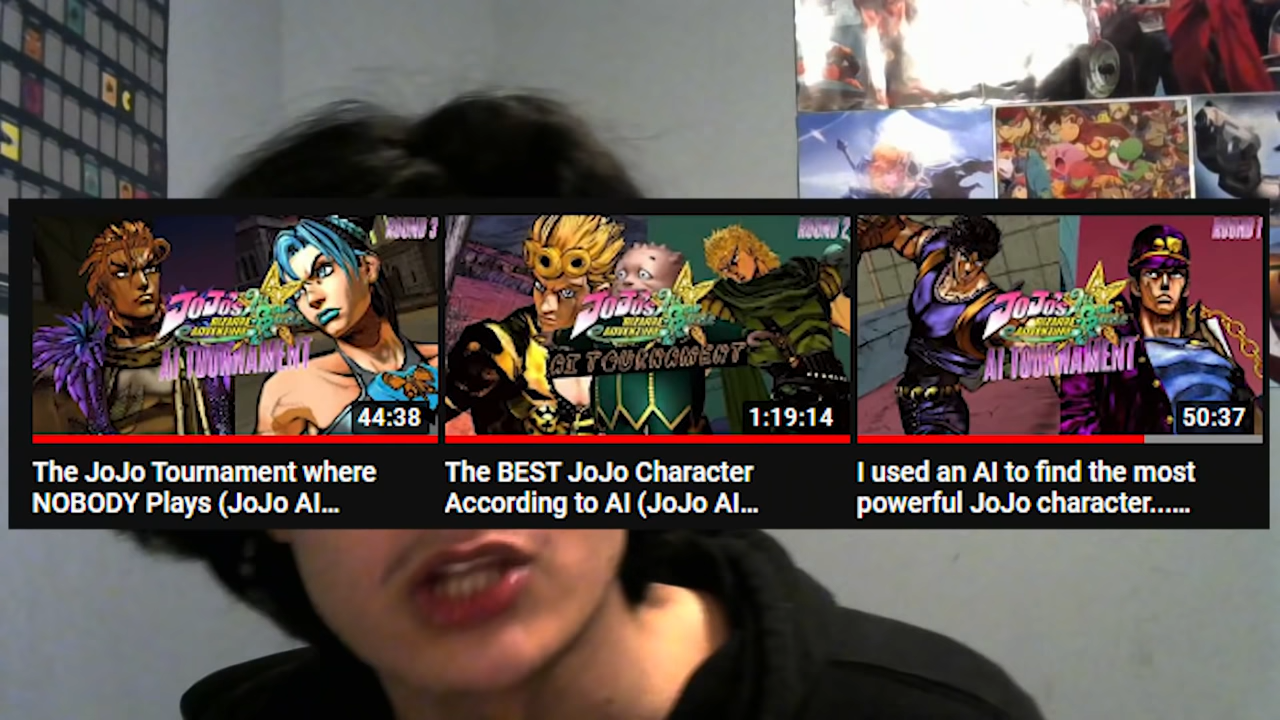 ROUND 3
JOJO'S
BIZARRE
ADVENTURE
AI TOURNAMENT
44:38
The JoJo Tournament where
NOBODY Plays (JoJo AI...
ROUND 2
JOJO'S
BIZARRE
ADVENTURE
AI TOURNAMENT
1:19:14
The BEST JoJo Character
According to AI (JoJo AI...
ROUND 1
JOJO'S
BIZARRE
ADVENTURE
AI TOURNAMENT
50:37
I used an AI to find the most
powerful JoJo character......